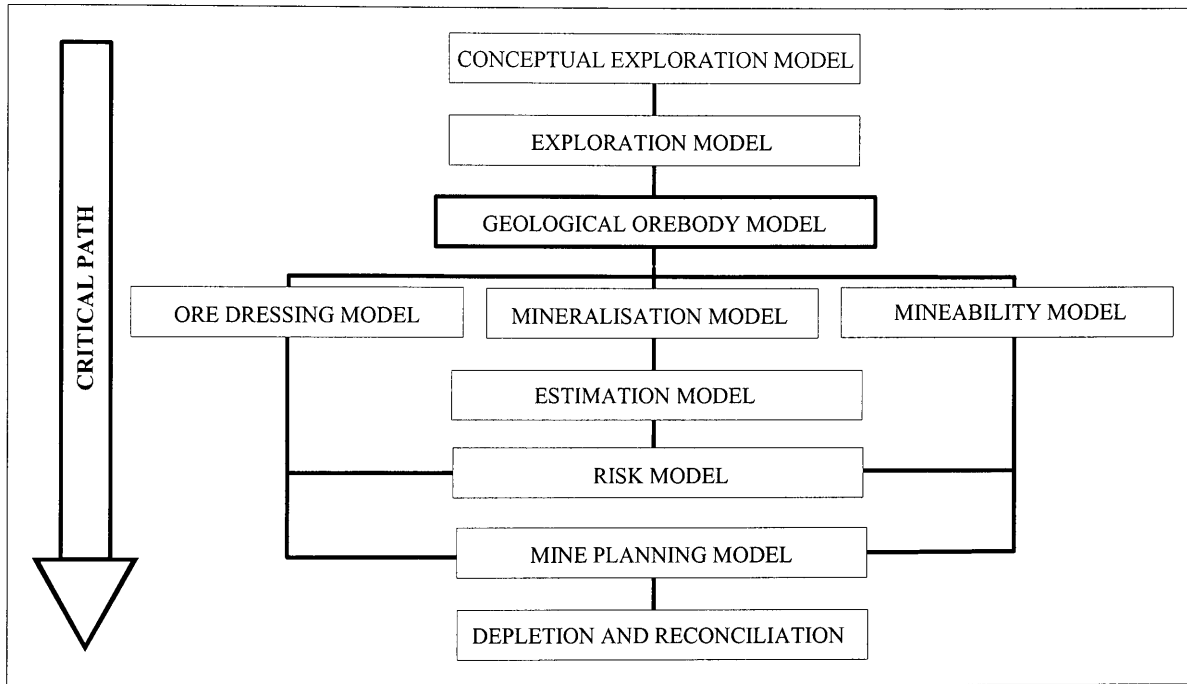 CRITICAL PATH
CONCEPTUAL EXPLORATION MODEL
EXPLORATION MODEL
GEOLOGICAL OREBODY MODEL
ORE DRESSING MODEL
MINERALISATION MODEL
MINEABILITY MODEL
ESTIMATION MODEL
RISK MODEL
MINE PLANNING MODEL
DEPLETION AND RECONCILIATION